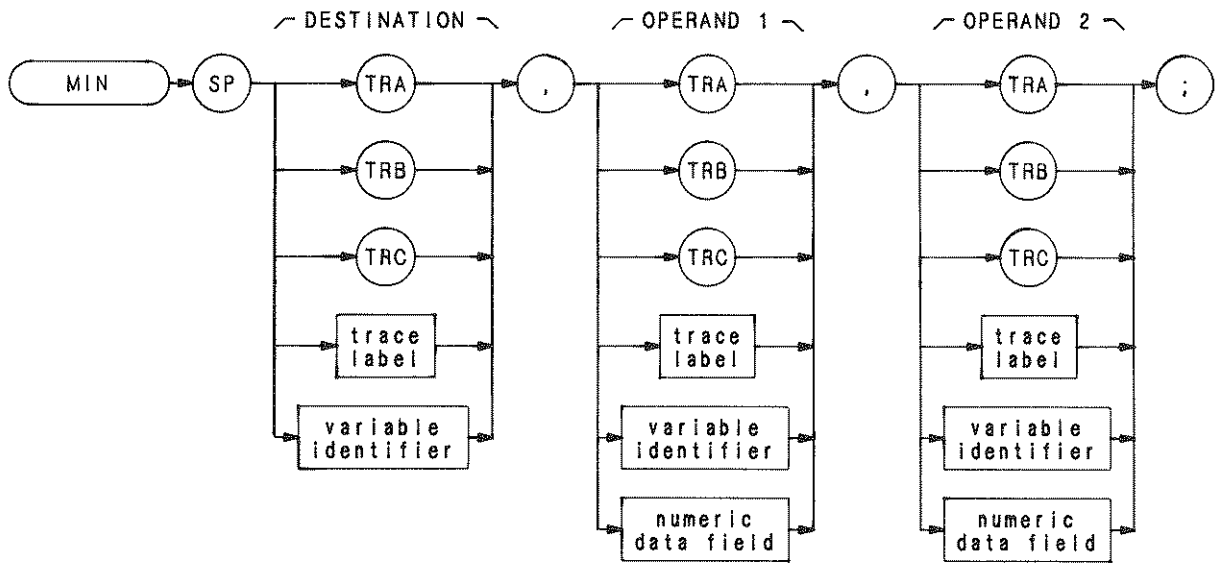 DESTINATION OPERAND 1 OPERAND 2
MIN SP TRA , TRA , TRA ;
TRB TRB TRB
TRC TRC TRC
trace trace trace
label label label
variable variable variable
identifier identifier identifier
numeric numeric
data field data field